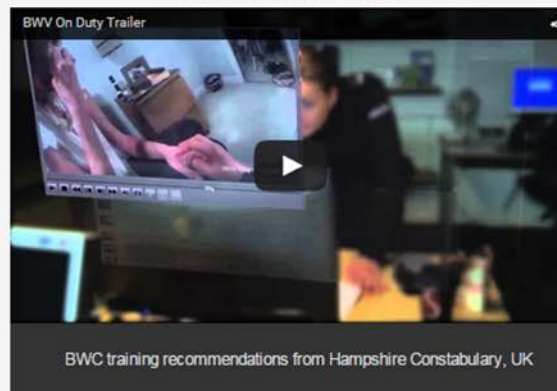 BWV On Duty Trailer
BWC training recommendations from Hampshire Constabulary, UK